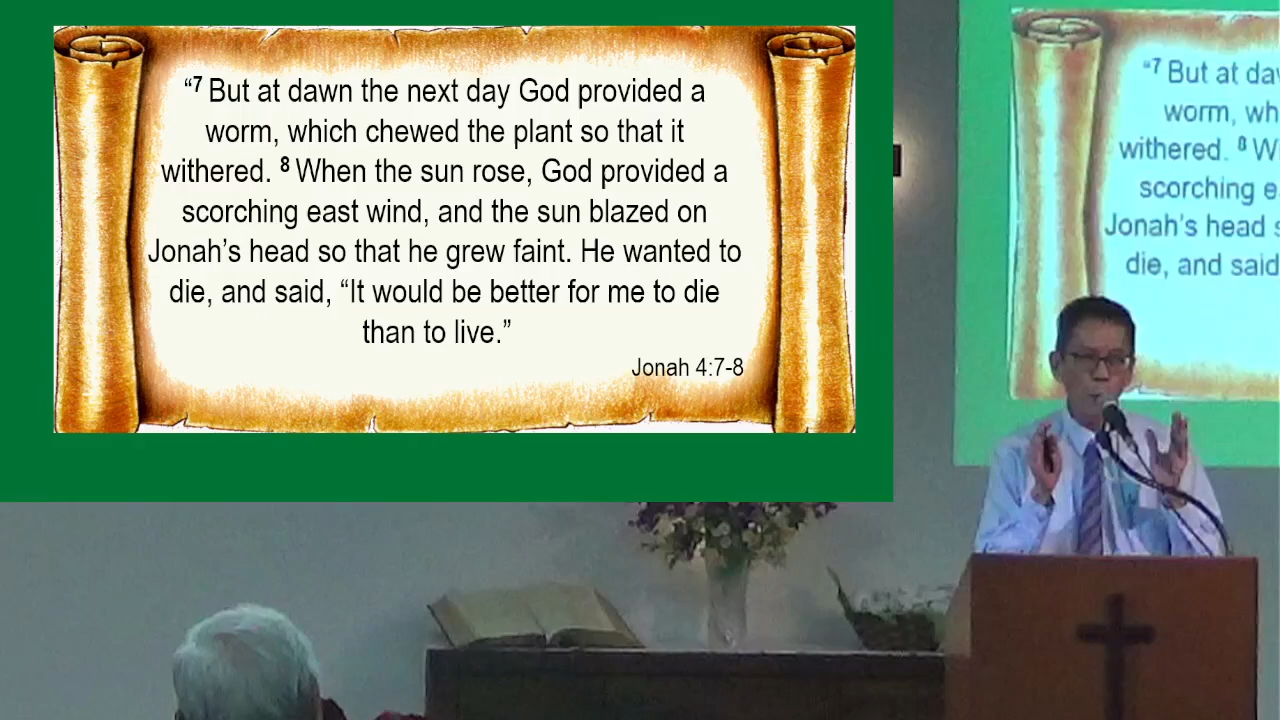 “7 But at dawn the next day God provided a
worm, which chewed the plant so that it
withered. 8 When the sun rose, God provided a
scorching east wind, and the sun blazed on
Jonah’s head so that he grew faint. He wanted to
die, and said, “It would be better for me to die
than to live.”
Jonah 4:7-8
“7 But at daw
worm, wh
withered. 8 W
scorching e
Jonah’s head s
die, and said